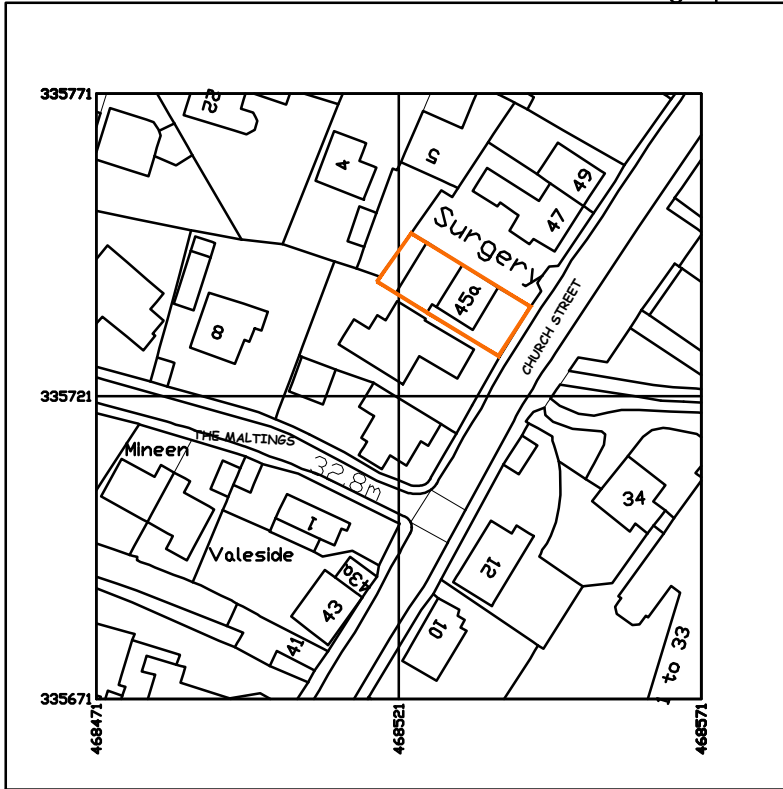 335771
22
4
5
49
47
Surgery
45a
8
CHURCH STREET
335721
THE MALTINGS
Mineen
32.8m
34
1
Valeside
12
43a
43
10
41
1 to 33
335671
468471
468521
468571